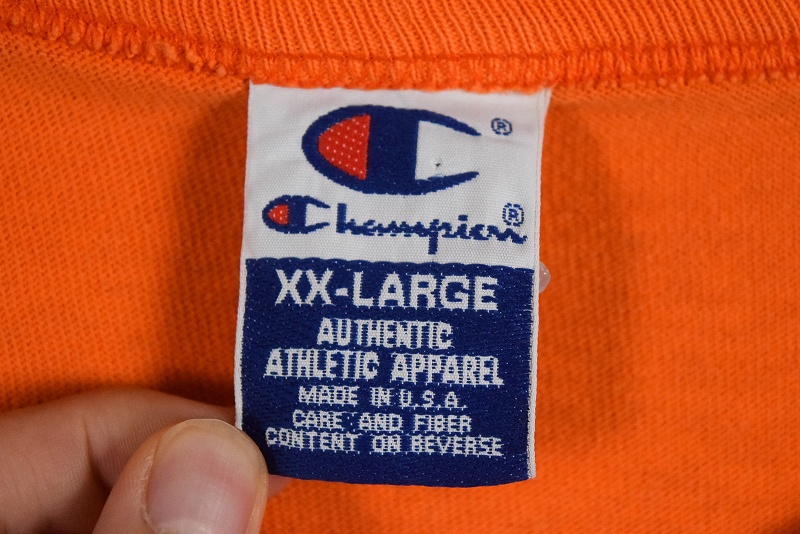 ®
Champion®
XX-LARGE
AUTHENTIC
ATHLETIC APPAREL
MADE IN U.S.A.
CARE AND FIBER
CONTENT ON REVERSE